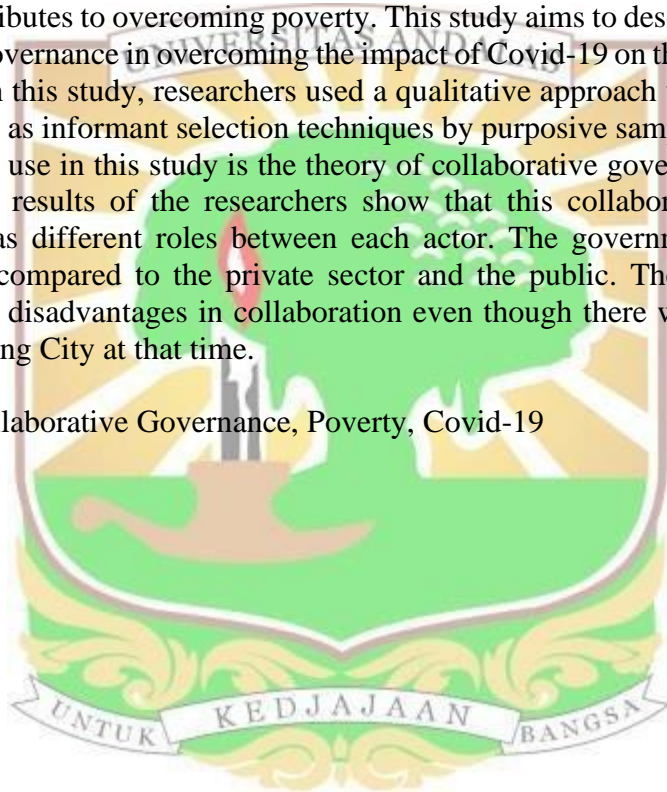 ributes to overcoming poverty. This study aims to des
UNIVERSITAS ANDALAS
overnance in overcoming the impact of Covid-19 on th
n this study, researchers used a qualitative approach
as informant selection techniques by purposive sam
use in this study is the theory of collaborative gove
results of the researchers show that this collabor
as different roles between each actor. The governm
compared to the private sector and the public. The
disadvantages in collaboration even though there
ng City at that time.
llaborative Governance, Poverty, Covid-19
UNTUK KEDJAJAAN BANGSA